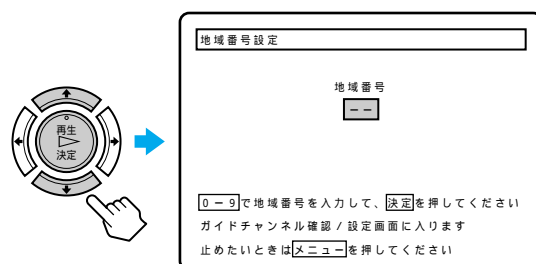 地域番号設定
地域番号
－－
再生
決定
０－９で地域番号を入力して、決定を押してください
ガイドチャンネル確認／設定画面に入ります
止めたいときはメニューを押してください